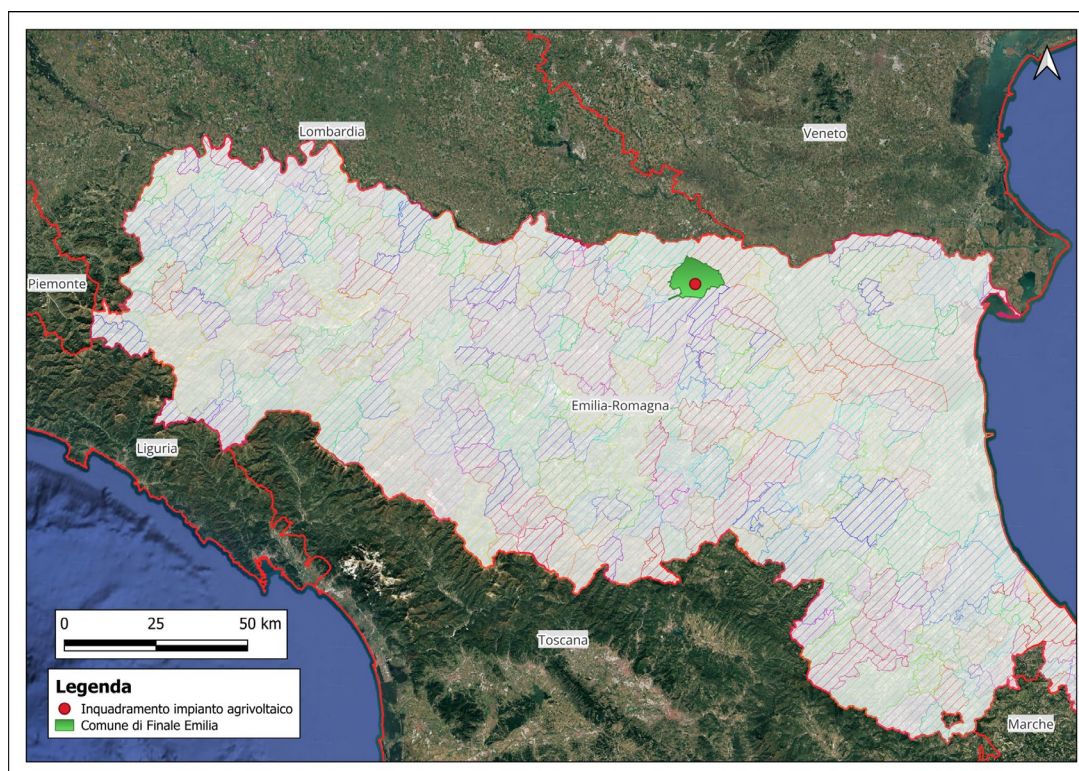 Lombardia
Veneto
Piemonte
Emilia-Romagna
Liguria
Toscana
Marche
0 25 50 km
Legenda
Inquadramento impianto agrivoltaico
Comune di Finale Emilia